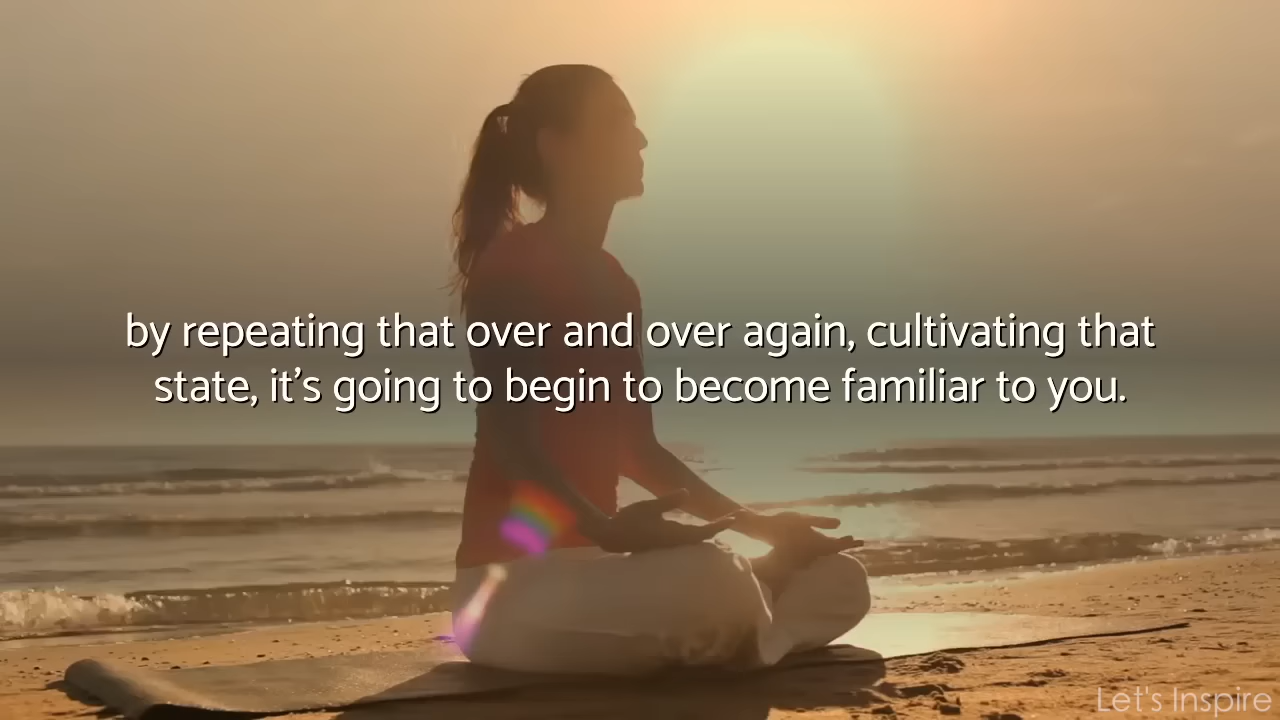 by repeating that over and over again, cultivating that
state, it's going to begin to become familiar to you.
Let's Inspire